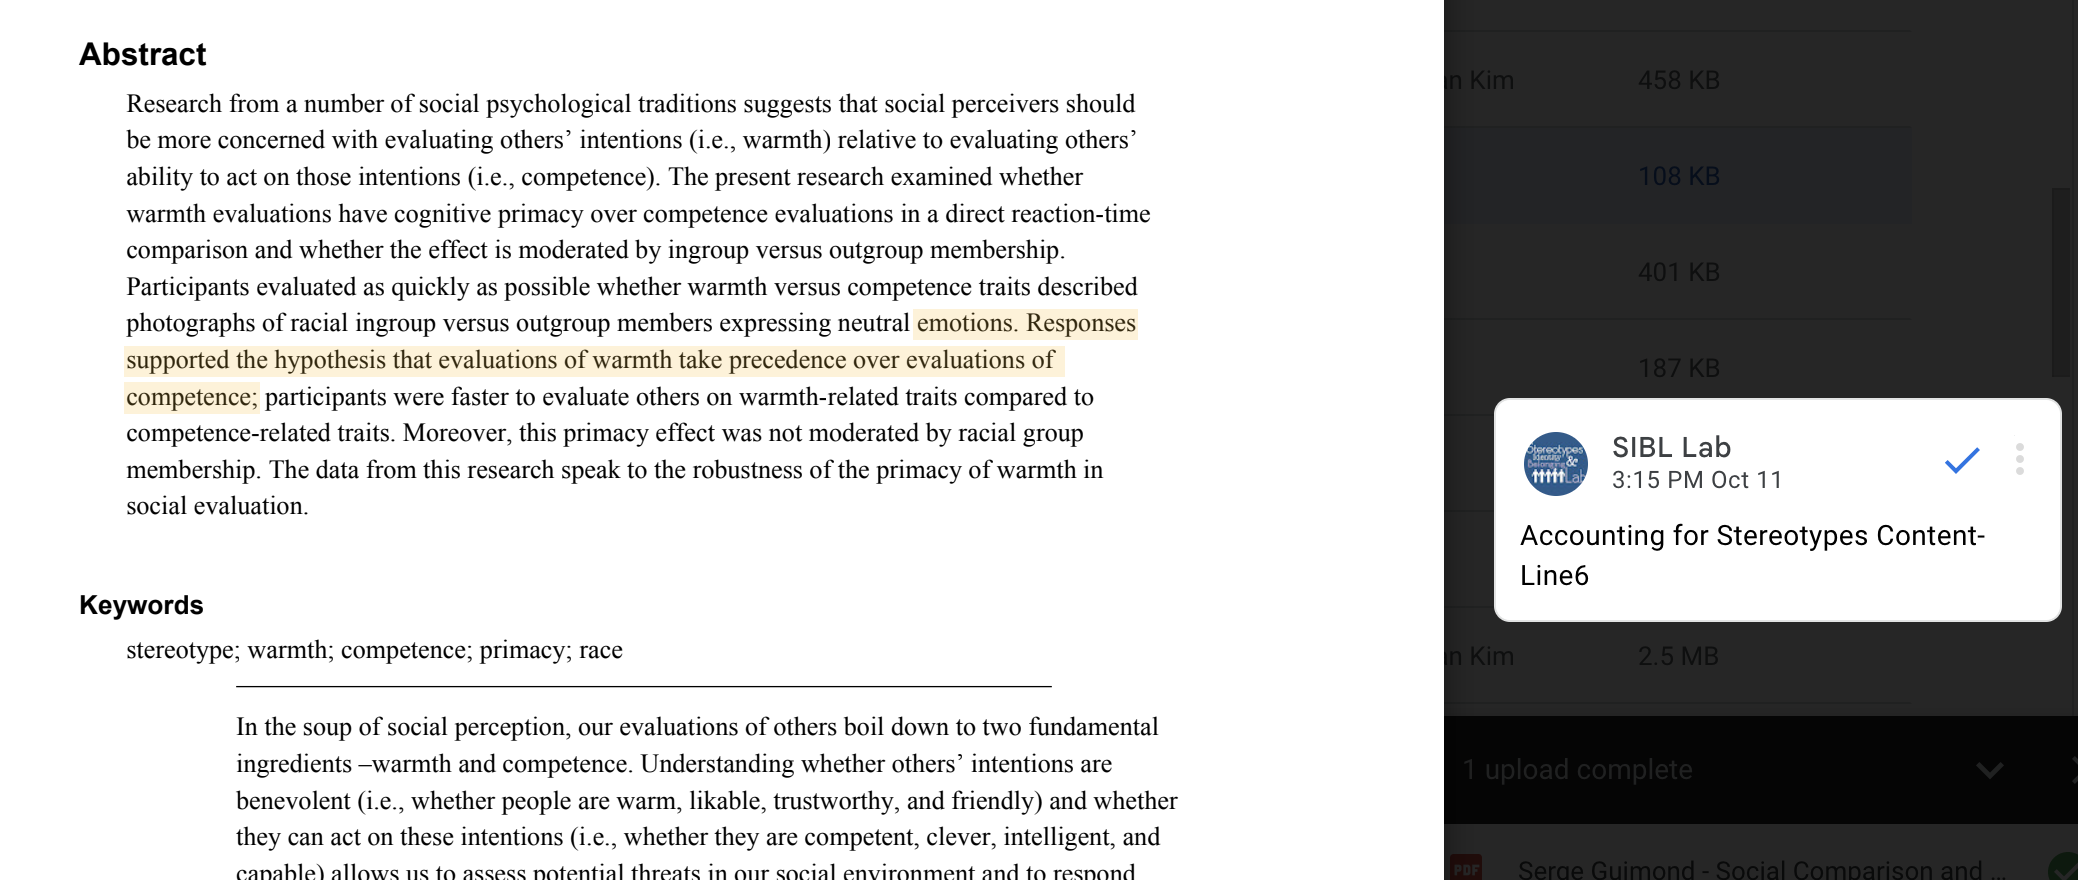 Abstract
Research from a number of social psychological traditions suggests that social perceivers should
be more concerned with evaluating others’ intentions (i.e., warmth) relative to evaluating others’
ability to act on those intentions (i.e., competence). The present research examined whether
warmth evaluations have cognitive primacy over competence evaluations in a direct reaction-time
comparison and whether the effect is moderated by ingroup versus outgroup membership.
Participants evaluated as quickly as possible whether warmth versus competence traits described
photographs of racial ingroup versus outgroup members expressing neutral emotions. Responses
supported the hypothesis that evaluations of warmth take precedence over evaluations of
competence; participants were faster to evaluate others on warmth-related traits compared to
competence-related traits. Moreover, this primacy effect was not moderated by racial group
membership. The data from this research speak to the robustness of the primacy of warmth in
social evaluation.
Keywords
stereotype; warmth; competence; primacy; race
In the soup of social perception, our evaluations of others boil down to two fundamental
ingredients –warmth and competence. Understanding whether others’ intentions are
benevolent (i.e., whether people are warm, likable, trustworthy, and friendly) and whether
they can act on these intentions (i.e., whether they are competent, clever, intelligent, and
capable) allows us to assess potential threats in our social environment and to respond
Kim 458 KB
108 KB
401 KB
187 KB
Stereotypes
Identity
& Belonging
Lab
SIBL Lab
3:15 PM Oct 11
Accounting for Stereotypes Content-
Line6
Kim 2.5 MB
1 upload complete
PDF Serge Guimond - Social Comparison and ...